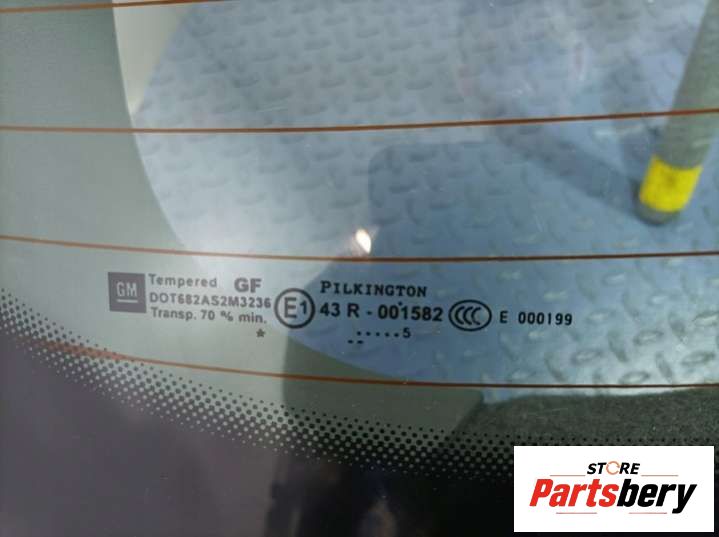 GM
Tempered GF
DOT682AS2M3236
Transp. 70 % min.
*
PILKINGTON
E1 43 R - 001582 CCC E 000199
.....5
--
STORE
Partsbery